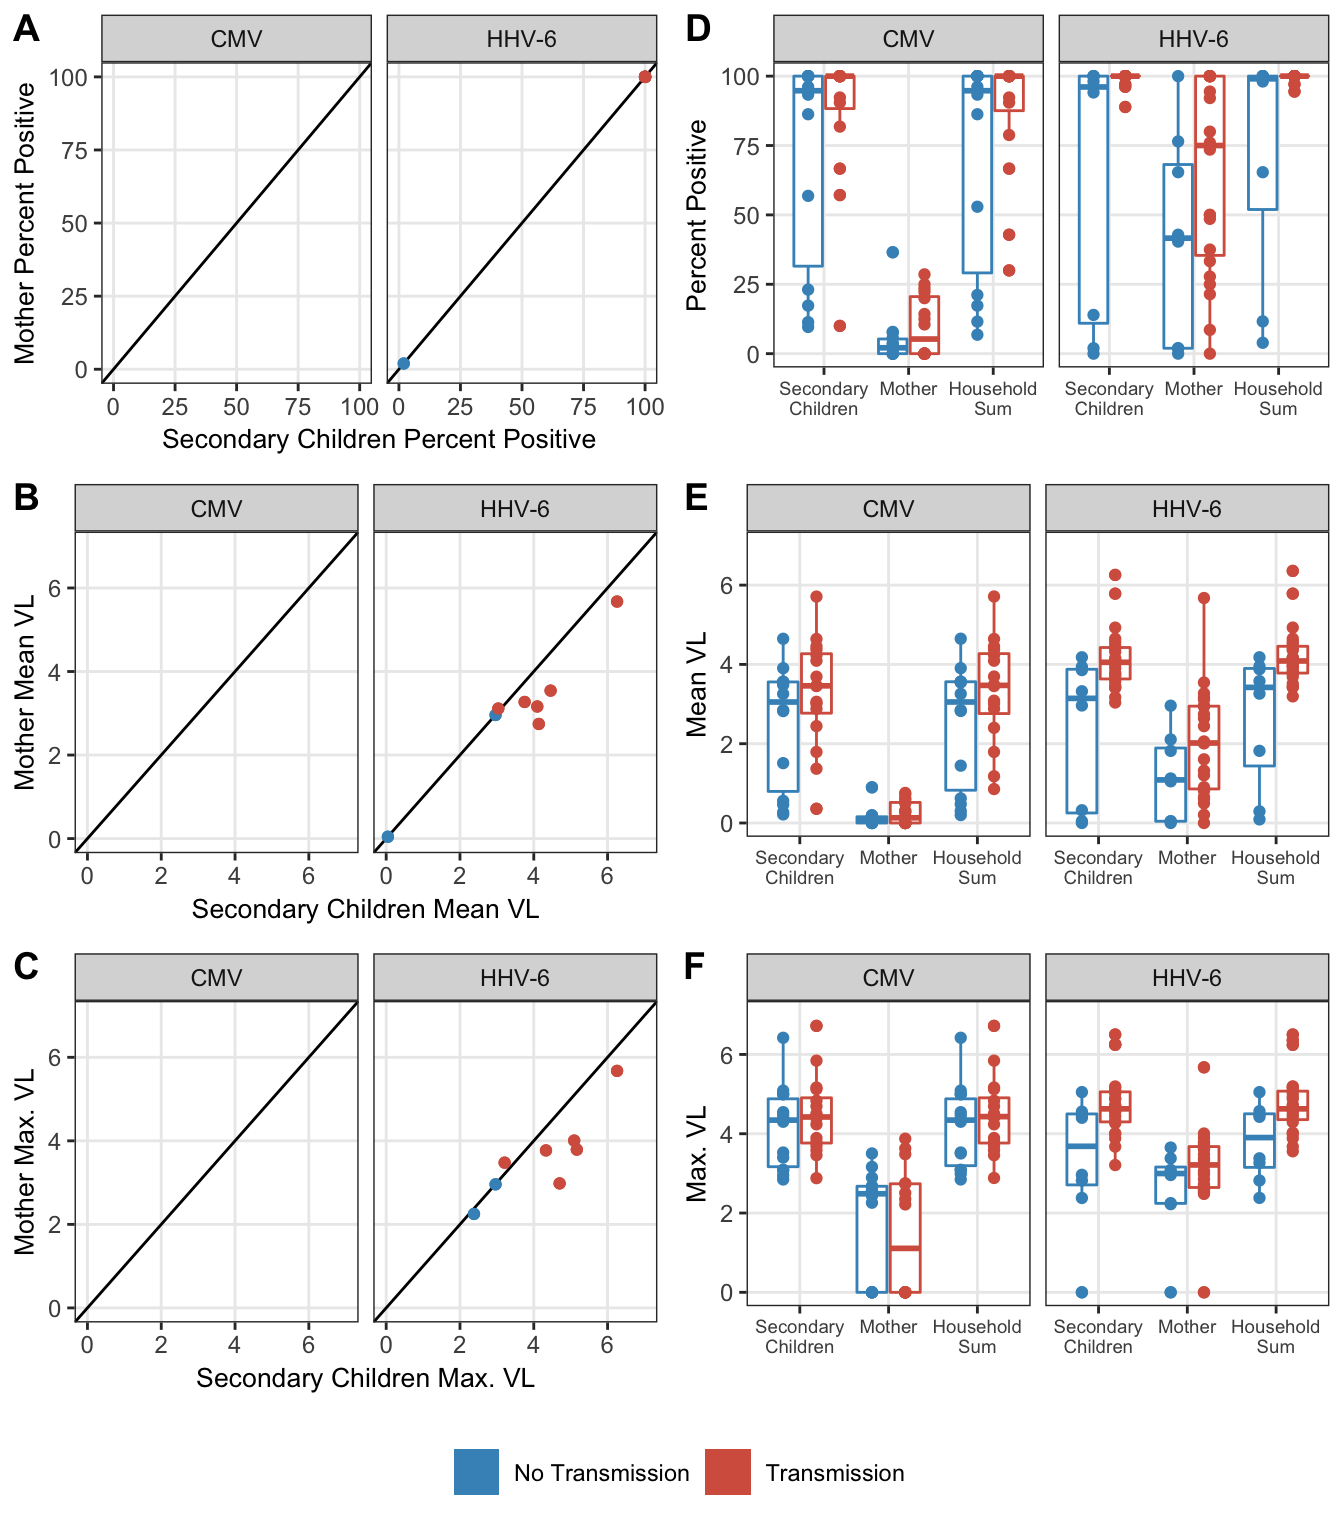 A
CMV
HHV-6
Mother Percent Positive
100
75
50
25
0
0 25 50 75 100
0 25 50 75 100
Secondary Children Percent Positive
B
CMV
HHV-6
Mother Mean VL
6
4
2
0
0 2 4 6
0 2 4 6
Secondary Children Mean VL
C
CMV
HHV-6
Mother Max. VL
6
4
2
0
0 2 4 6
0 2 4 6
Secondary Children Max. VL
D
CMV
HHV-6
Percent Positive
100
75
50
25
0
Secondary Mother Household
Children Sum
Secondary Mother Household
Children Sum
E
CMV
HHV-6
Mean VL
6
4
2
0
Secondary Mother Household
Children Sum
Secondary Mother Household
Children Sum
F
CMV
HHV-6
Max. VL
6
4
2
0
Secondary Mother Household
Children Sum
Secondary Mother Household
Children Sum
No Transmission
Transmission